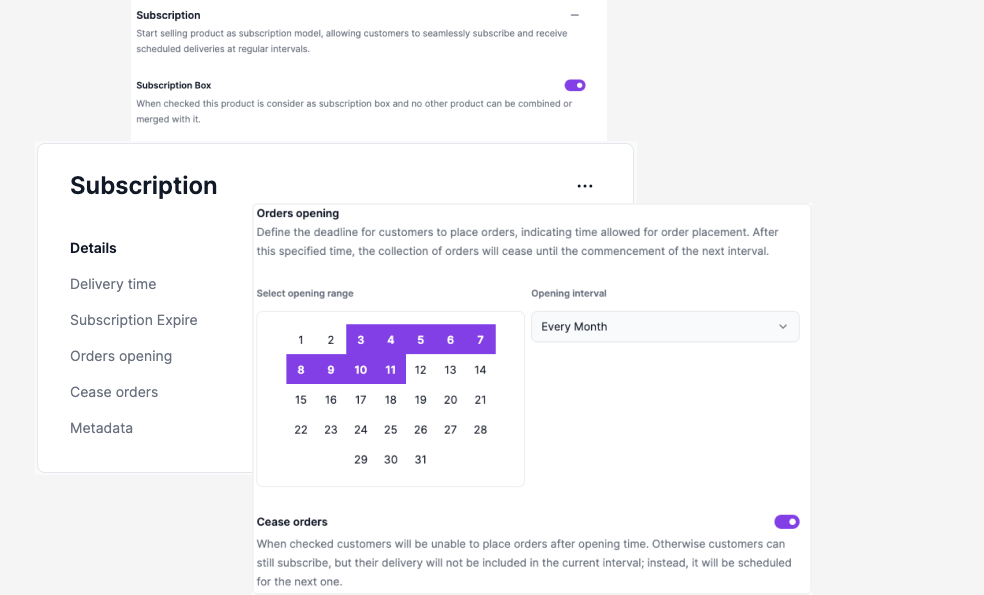 Subscription
Start selling product as subscription model, allowing customers to seamlessly subscribe and receive
scheduled deliveries at regular intervals.
Subscription Box
When checked this product is consider as subscription box and no other product can be combined or
merged with it.
Subscription
Details
Delivery time
Subscription Expire
Orders opening
Cease orders
Metadata
Orders opening
Define the deadline for customers to place orders, indicating time allowed for order placement. After
this specified time, the collection of orders will cease until the commencement of the next interval.
Select opening range
1 2 3 4 5 6 7
8 9 10 11 12 13 14
15 16 17 18 19 20 21
22 23 24 25 26 27 28
29 30 31
Opening interval
Every Month
Cease orders
When checked customers will be unable to place orders after opening time. Otherwise customers can
still subscribe, but their delivery will not be included in the current interval; instead, it will be scheduled
for the next one.